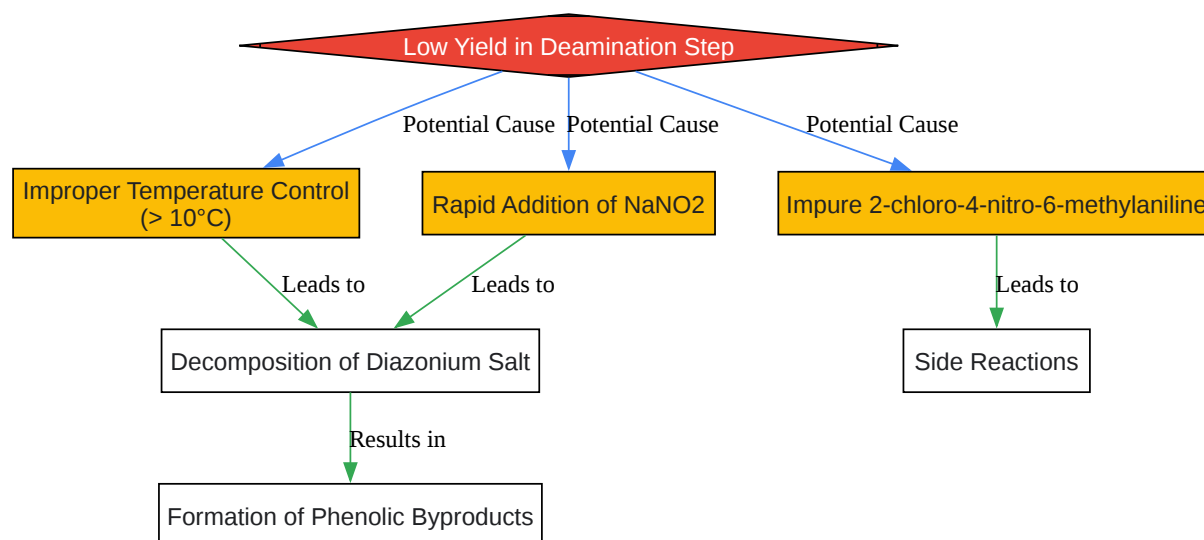 Low Yield in Deamination Step
Potential Cause
Potential Cause
Potential Cause
Improper Temperature Control
(> 10°C)
Rapid Addition of NaNO2
Impure 2-chloro-4-nitro-6-methylaniline
Leads to
Leads to
Leads to
Decomposition of Diazonium Salt
Side Reactions
Results in
Formation of Phenolic Byproducts